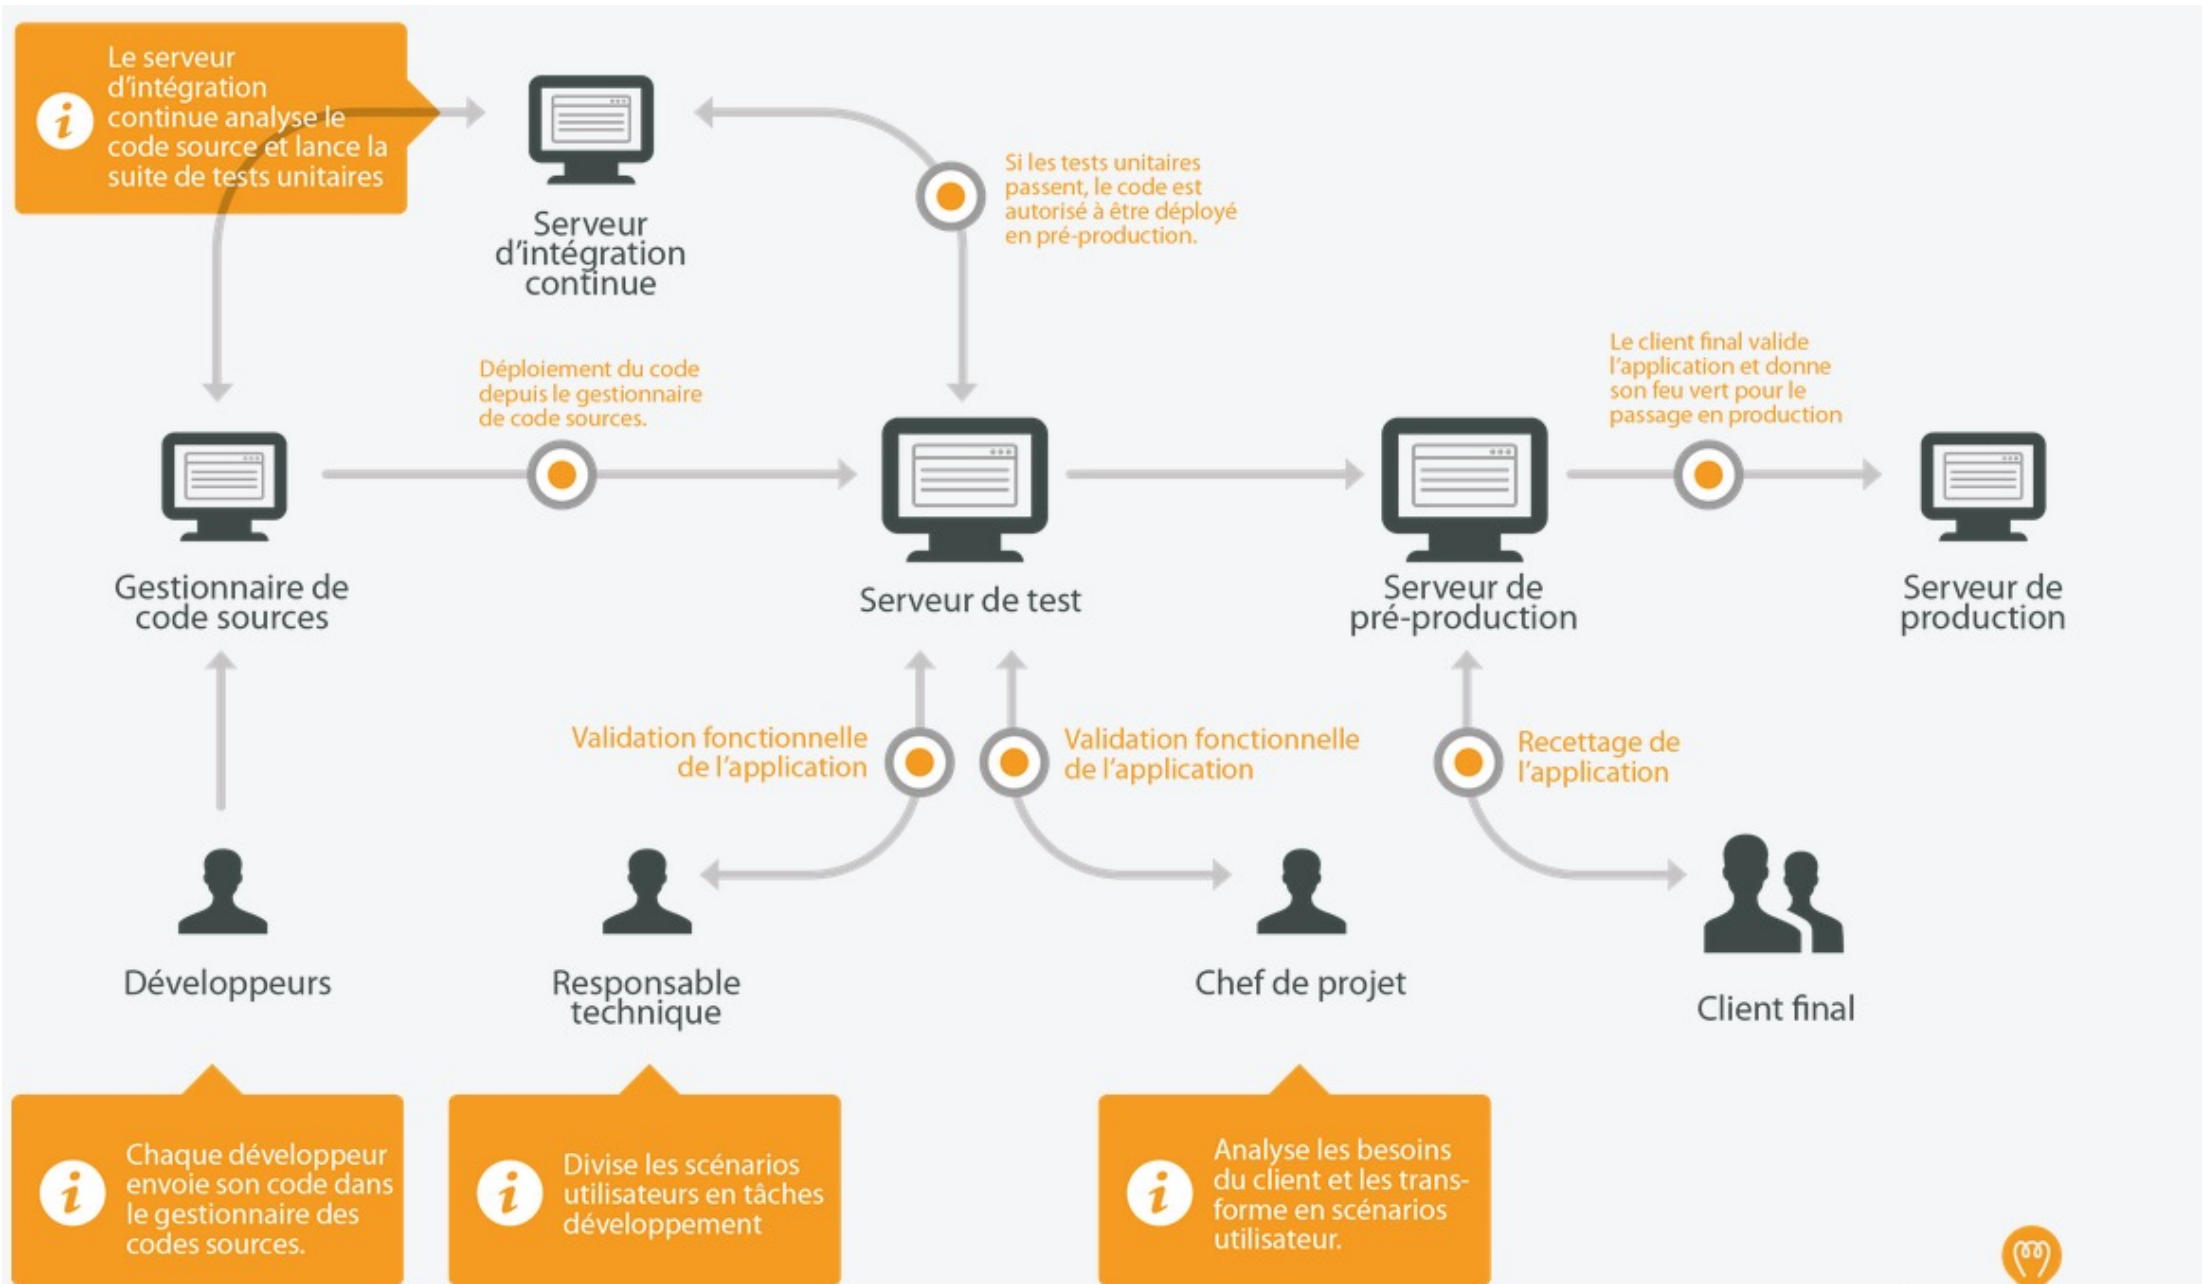 Le serveur
d'intégration
continue analyse le
code source et lance la
suite de tests unitaires
Serveur
d'intégration
continue
Si les tests unitaires
passent, le code est
autorisé à être déployé
en pré-production.
Déploiement du code
depuis le gestionnaire
de code sources.
Le client final valide
l'application et donne
son feu vert pour le
passage en production
Gestionnaire de
code sources
Serveur de test
Serveur de
pré-production
Serveur de
production
Validation fonctionnelle
de l'application
Validation fonctionnelle
de l'application
Recettage de
l'application
Développeurs
Responsable
technique
Chef de projet
Client final
Chaque développeur
envoie son code dans
le gestionnaire des
codes sources.
Divise les scénarios
utilisateurs en tâches
développement
Analyse les besoins
du client et les trans-
forme en scénarios
utilisateur.